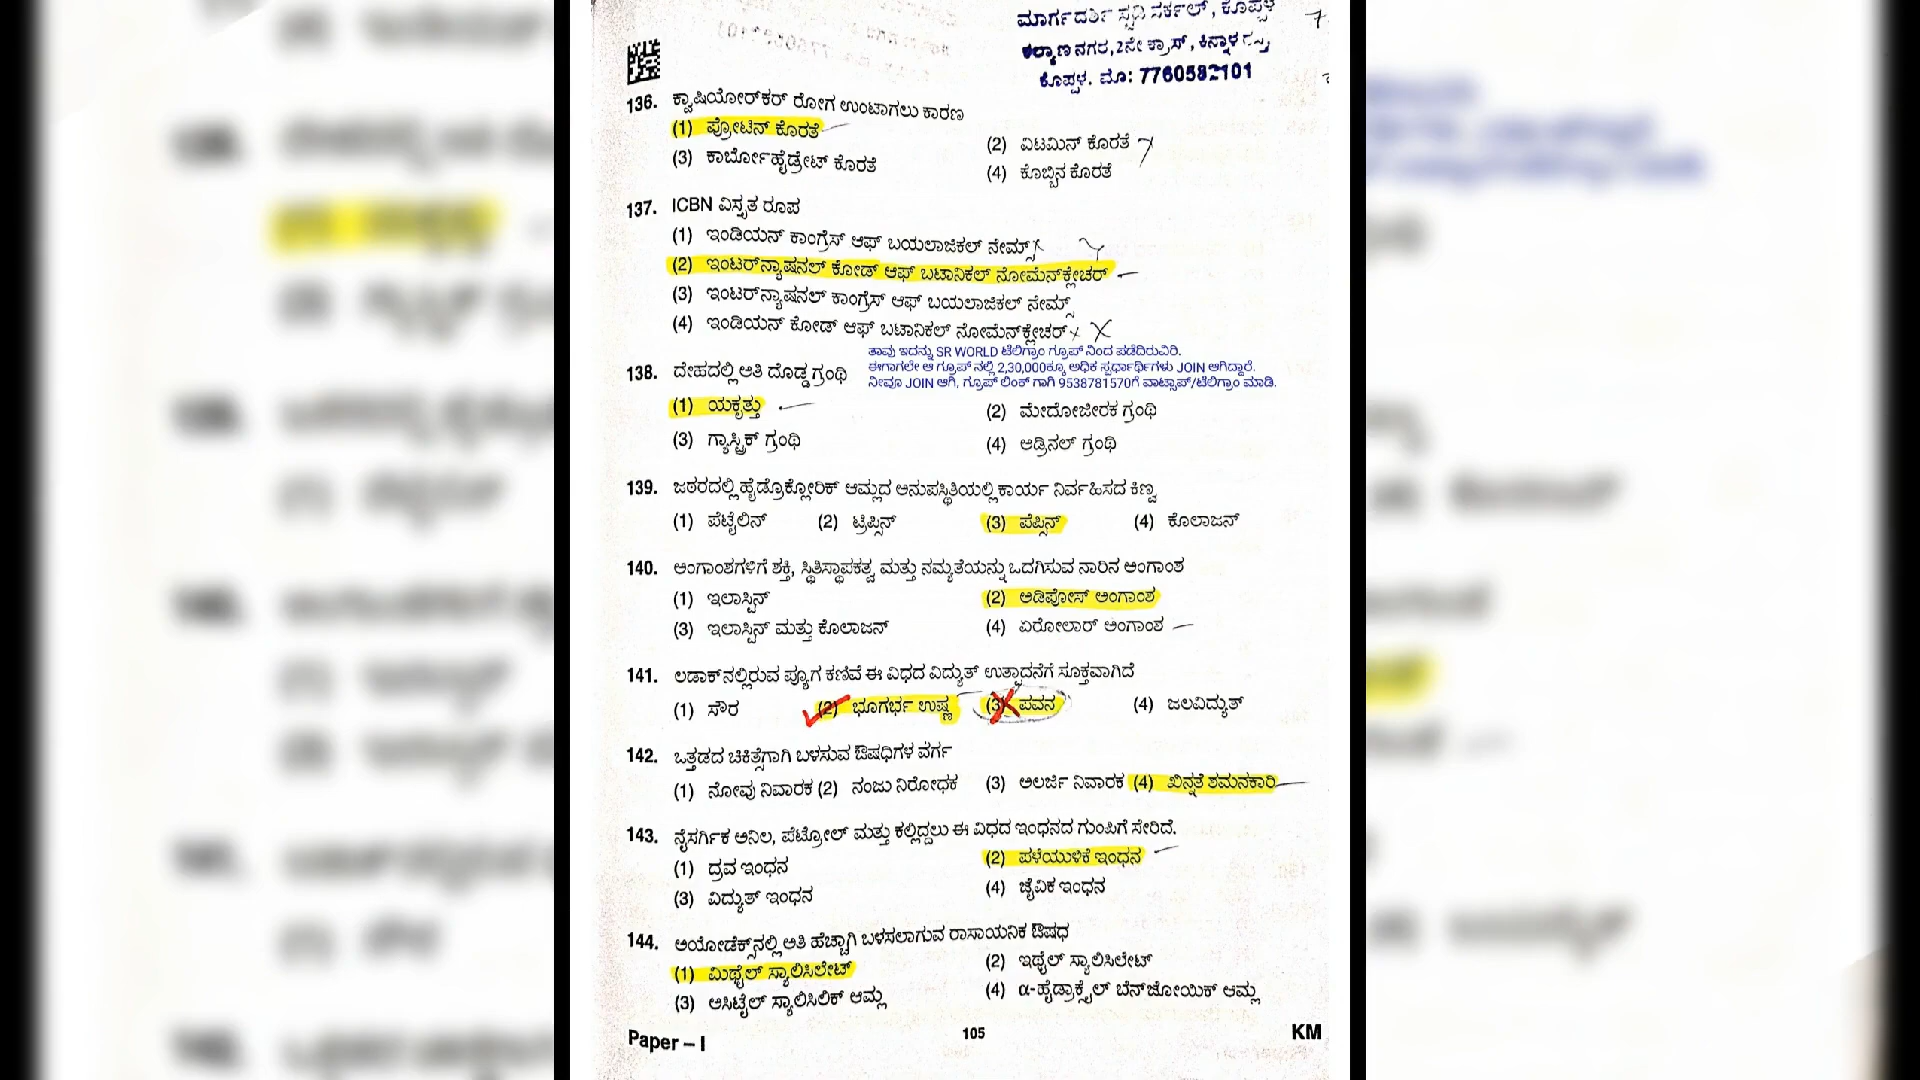 ಮಾರ್ಗದರ್ಶಿ ಸ್ಟಡಿ ಸರ್ಕಲ್, ಕೊಪ್ಪಳ
ಕಲ್ಯಾಣನಗರ, 2ನೇ ಕ್ರಾಸ್, ಕಿನ್ನಾಳ ರಸ್ತೆ,
ಕೊಪ್ಪಳ. ಮೊ: 7760582101
136. ಕ್ವಾಷಿಯೋರ್‌ಕರ್ ರೋಗ ಉಂಟಾಗಲು ಕಾರಣ
(1) ಪ್ರೋಟಿನ್ ಕೊರತೆ (2) ವಿಟಮಿನ್ ಕೊರತೆ
(3) ಕಾರ್ಬೋಹೈಡ್ರೇಟ್ ಕೊರತೆ (4) ಕೊಬ್ಬಿನ ಕೊರತೆ
137. ICBN ವಿಸ್ತೃತ ರೂಪ
(1) ಇಂಡಿಯನ್ ಕಾಂಗ್ರೆಸ್ ಆಫ್ ಬಯಲಾಜಿಕಲ್ ನೇಮ್ಸ್
(2) ಇಂಟರ್‌ನ್ಯಾಷನಲ್ ಕೋಡ್ ಆಫ್ ಬಟಾನಿಕಲ್ ನೋಮೆನ್‌ಕ್ಲೇಚರ್
(3) ಇಂಟರ್‌ನ್ಯಾಷನಲ್ ಕಾಂಗ್ರೆಸ್ ಆಫ್ ಬಯಲಾಜಿಕಲ್ ನೇಮ್ಸ್
(4) ಇಂಡಿಯನ್ ಕೋಡ್ ಆಫ್ ಬಟಾನಿಕಲ್ ನೋಮೆನ್‌ಕ್ಲೇಚರ್
ತಾವು ಇದನ್ನು SR WORLD ಟೆಲಿಗ್ರಾಂ ಗ್ರೂಪ್ ನಿಂದ ಪಡೆದಿರುವಿರಿ.
ಈಗಾಗಲೇ ಆ ಗ್ರೂಪ್ ನಲ್ಲಿ 2,30,000ಕ್ಕೂ ಅಧಿಕ ಸ್ಪರ್ಧಾರ್ಥಿಗಳು JOIN ಆಗಿದ್ದಾರೆ.
ನೀವೂ JOIN ಆಗಿ, ಗ್ರೂಪ್ ಲಿಂಕ್ ಗಾಗಿ 9538781570ಗೆ ವಾಟ್ಸಾಪ್/ಟೆಲಿಗ್ರಾಂ ಮಾಡಿ.
138. ದೇಹದಲ್ಲಿ ಅತಿ ದೊಡ್ಡ ಗ್ರಂಥಿ
(1) ಯಕೃತ್ತು (2) ಮೇದೋಜೀರಕ ಗ್ರಂಥಿ
(3) ಗ್ಯಾಸ್ಟ್ರಿಕ್ ಗ್ರಂಥಿ (4) ಆಡ್ರಿನಲ್ ಗ್ರಂಥಿ
139. ಜಠರದಲ್ಲಿ ಹೈಡ್ರೊಕ್ಲೋರಿಕ್ ಆಮ್ಲದ ಅನುಪಸ್ಥಿತಿಯಲ್ಲಿ ಕಾರ್ಯ ನಿರ್ವಹಿಸದ ಕಿಣ್ವ
(1) ಪೆಟೈಲಿನ್ (2) ಟ್ರಿಪ್ಸಿನ್ (3) ಪೆಪ್ಸಿನ್ (4) ಕೊಲಾಜನ್
140. ಅಂಗಾಂಶಗಳಿಗೆ ಶಕ್ತಿ, ಸ್ಥಿತಿಸ್ಥಾಪಕತ್ವ ಮತ್ತು ನಮ್ಯತೆಯನ್ನು ಒದಗಿಸುವ ನಾರಿನ ಅಂಗಾಂಶ
(1) ಇಲಾಸ್ಟಿನ್ (2) ಅಡಿಪೋಸ್ ಅಂಗಾಂಶ
(3) ಇಲಾಸ್ಟಿನ್ ಮತ್ತು ಕೊಲಾಜನ್ (4) ಏರೋಲಾರ್ ಅಂಗಾಂಶ
141. ಲಡಾಕ್‌ನಲ್ಲಿರುವ ಪ್ಯೂಗ ಕಣಿವೆ ಈ ವಿಧದ ವಿದ್ಯುತ್ ಉತ್ಪಾದನೆಗೆ ಸೂಕ್ತವಾಗಿದೆ
(1) ಸೌರ (2) ಭೂಗರ್ಭ ಉಷ್ಣ (3) ಪವನ (4) ಜಲವಿದ್ಯುತ್
142. ಒತ್ತಡದ ಚಿಕಿತ್ಸೆಗಾಗಿ ಬಳಸುವ ಔಷಧಿಗಳ ವರ್ಗ
(1) ನೋವು ನಿವಾರಕ (2) ನಂಜು ನಿರೋಧಕ (3) ಅಲರ್ಜಿ ನಿವಾರಕ (4) ಖಿನ್ನತೆ ಶಮನಕಾರಿ
143. ನೈಸರ್ಗಿಕ ಅನಿಲ, ಪೆಟ್ರೋಲ್ ಮತ್ತು ಕಲ್ಲಿದ್ದಲು ಈ ವಿಧದ ಇಂಧನದ ಗುಂಪಿಗೆ ಸೇರಿದೆ.
(1) ದ್ರವ ಇಂಧನ (2) ಪಳೆಯುಳಿಕೆ ಇಂಧನ
(3) ವಿದ್ಯುತ್ ಇಂಧನ (4) ಜೈವಿಕ ಇಂಧನ
144. ಅಯೋಡೆಕ್ಸ್‌ನಲ್ಲಿ ಅತಿ ಹೆಚ್ಚಾಗಿ ಬಳಸಲಾಗುವ ರಾಸಾಯನಿಕ ಔಷಧ
(1) ಮಿಥೈಲ್ ಸ್ಯಾಲಿಸಿಲೇಟ್ (2) ಇಥೈಲ್ ಸ್ಯಾಲಿಸಿಲೇಟ್
(3) ಆಸಿಟೈಲ್ ಸ್ಯಾಲಿಸಿಲಿಕ್ ಆಮ್ಲ (4) α-ಹೈಡ್ರಾಕ್ಸೈಲ್ ಬೆನ್‌ಜೋಯಿಕ್ ಆಮ್ಲ
Paper – I 105 KM